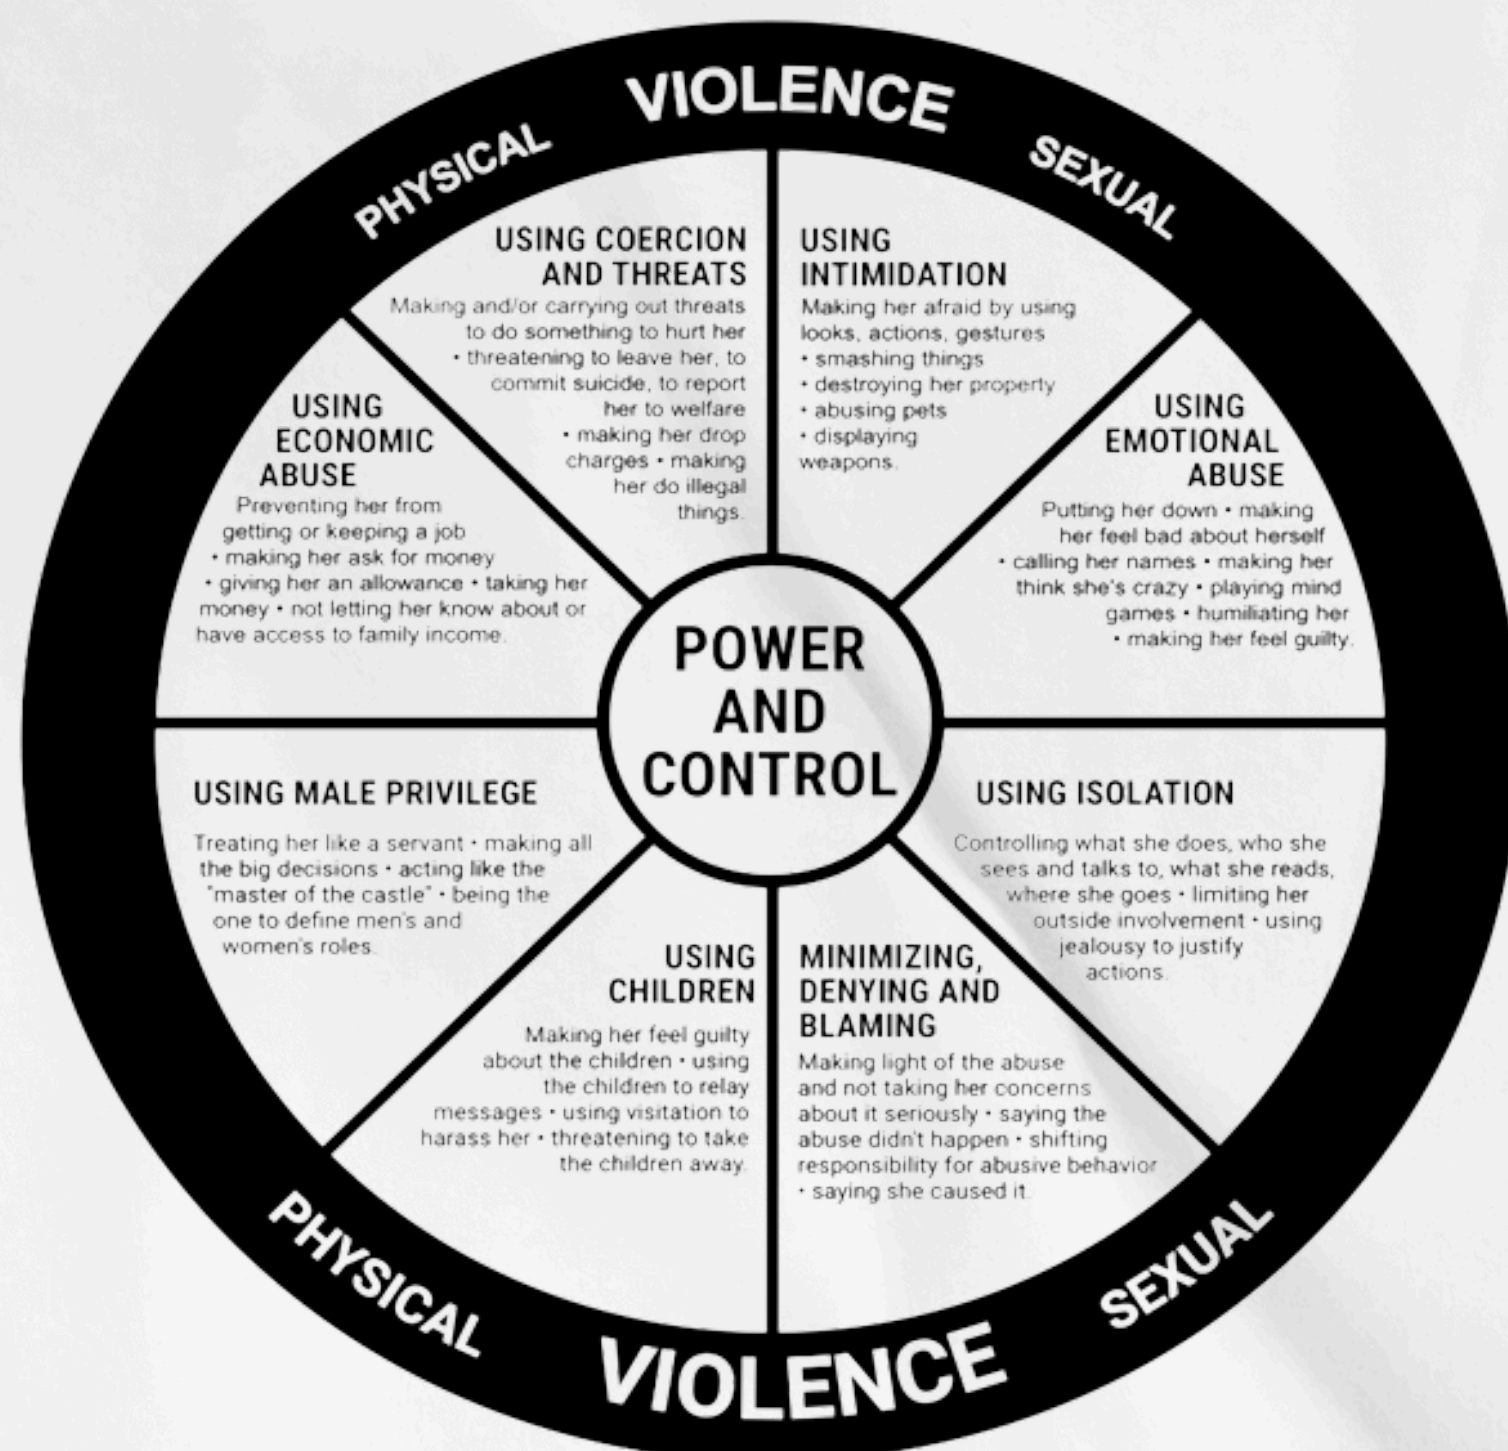 PHYSICAL
VIOLENCE
SEXUAL
USING COERCION
AND THREATS
Making and/or carrying out threats
to do something to hurt her
• threatening to leave her, to
commit suicide, to report
her to welfare
• making her drop
charges • making
her do illegal
things.
USING
INTIMIDATION
Making her afraid by using
looks, actions, gestures
• smashing things
• destroying her property
• abusing pets
• displaying
weapons.
USING
EMOTIONAL
ABUSE
Putting her down • making
her feel bad about herself
• calling her names • making her
think she's crazy • playing mind
games • humiliating her
• making her feel guilty.
USING ISOLATION
Controlling what she does, who she
sees and talks to, what she reads,
where she goes • limiting her
outside involvement • using
jealousy to justify
actions.
MINIMIZING,
DENYING AND
BLAMING
Making light of the abuse
and not taking her concerns
about it seriously • saying the
abuse didn't happen • shifting
responsibility for abusive behavior
• saying she caused it.
USING
CHILDREN
Making her feel guilty
about the children • using
the children to relay
messages • using visitation to
harass her • threatening to take
the children away.
USING MALE PRIVILEGE
Treating her like a servant • making all
the big decisions • acting like the
"master of the castle" • being the
one to define men's and
women's roles.
USING
ECONOMIC
ABUSE
Preventing her from
getting or keeping a job
• making her ask for money
• giving her an allowance • taking her
money • not letting her know about or
have access to family income.
POWER
AND
CONTROL
PHYSICAL
VIOLENCE
SEXUAL